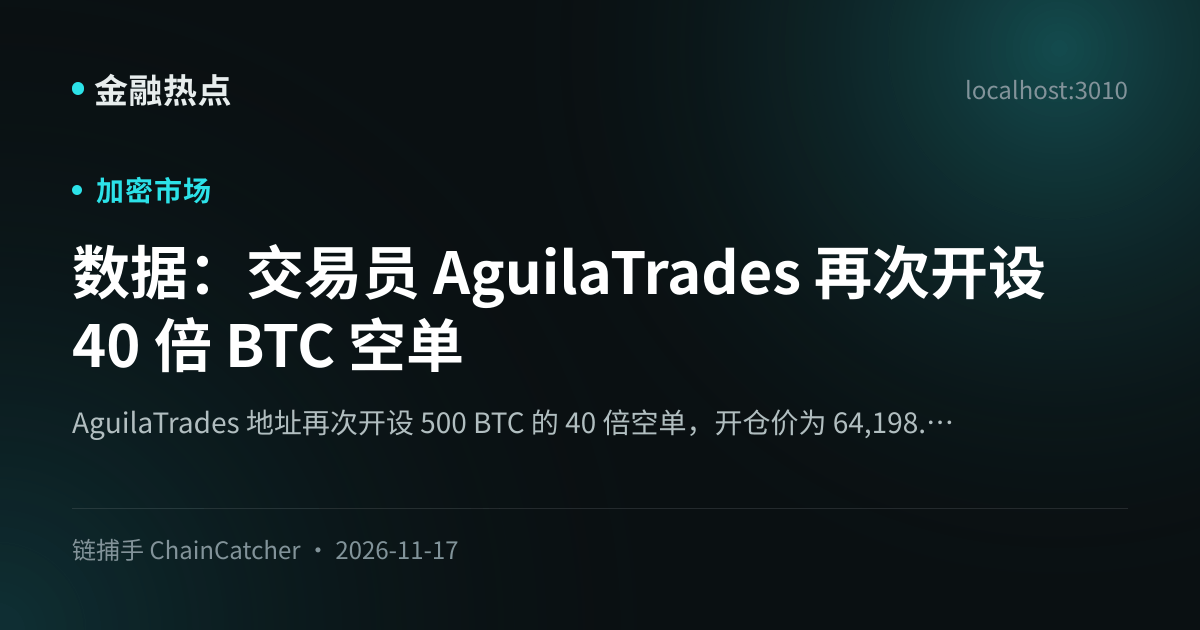 金融热点
localhost:3010
加密市场
数据：交易员 AguilaTrades 再次开设
40 倍 BTC 空单
AguilaTrades 地址再次开设 500 BTC 的 40 倍空单，开仓价为 64,198.…
链捕手 ChainCatcher · 2026-11-17